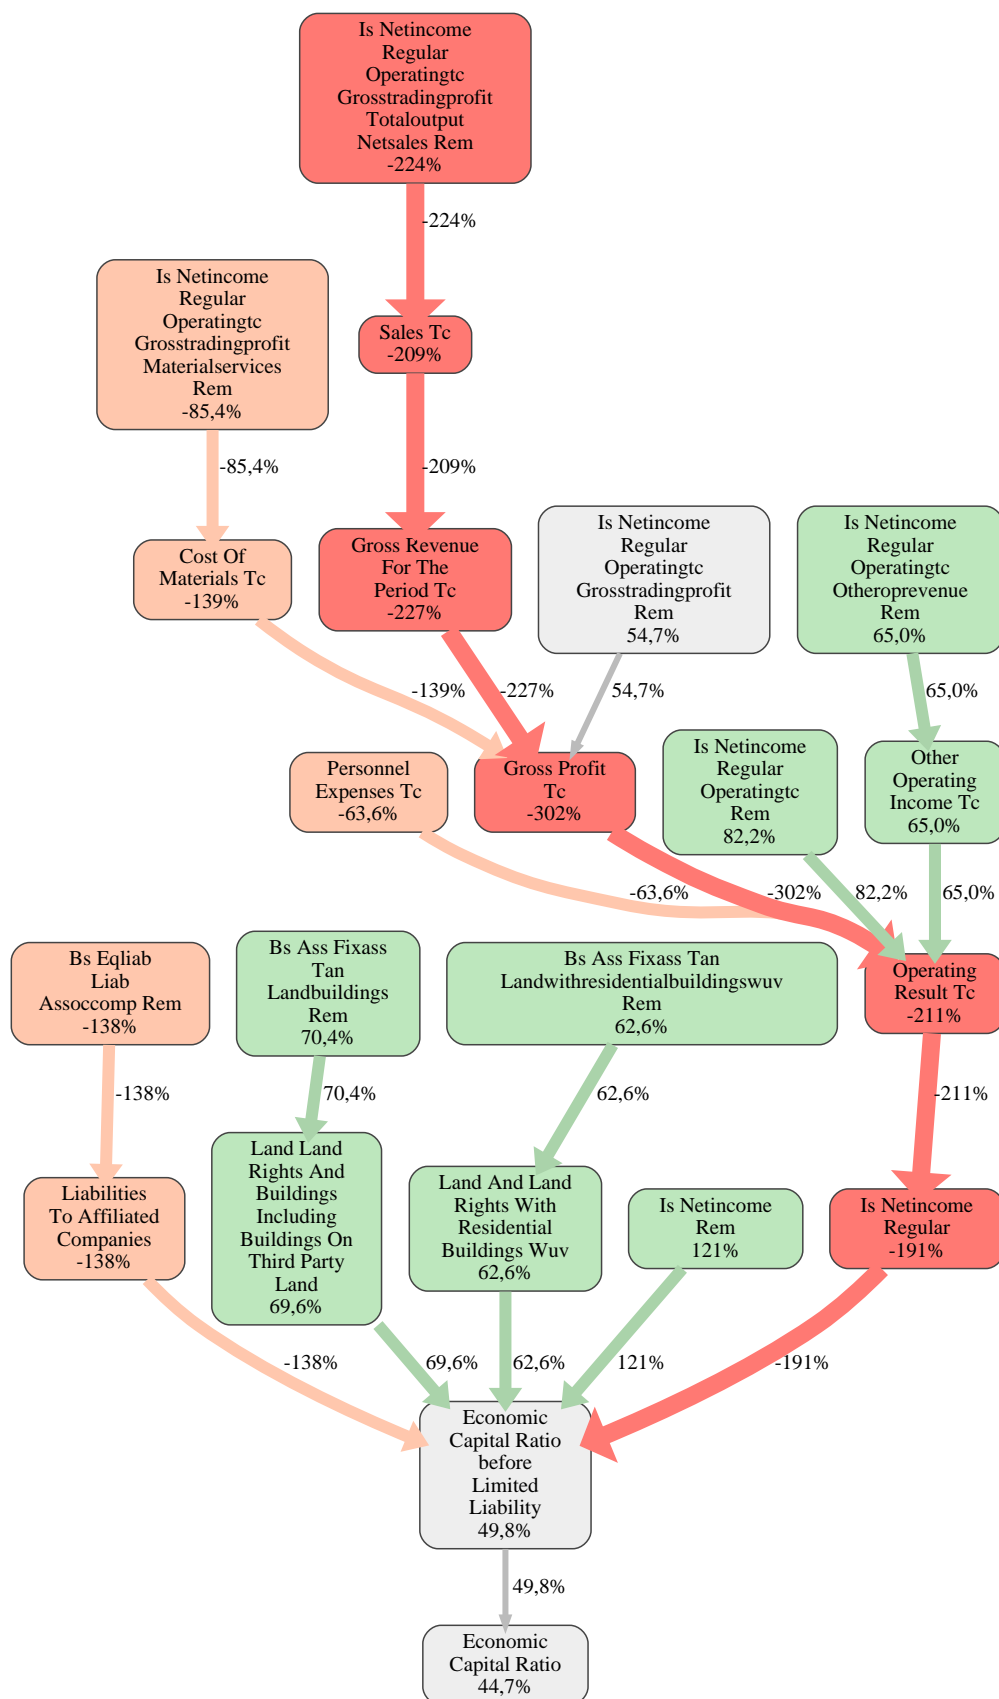 Is Netincome
Regular
Operatingtc
Grosstradingprofit
Totaloutput
Netsales Rem
-224%
-224%
Is Netincome
Regular
Operatingtc
Grosstradingprofit
Materialservices
Rem
-85,4%
Sales Tc
-209%
-85,4%
-209%
Cost Of
Materials Tc
-139%
Gross Revenue
For The
Period Tc
-227%
Is Netincome
Regular
Operatingtc
Grosstradingprofit
Rem
54,7%
Is Netincome
Regular
Operatingtc
Otheroprevenue
Rem
65,0%
-139%
-227%
54,7%
65,0%
Personnel
Expenses Tc
-63,6%
Gross Profit
Tc
-302%
Is Netincome
Regular
Operatingtc
Rem
82,2%
Other
Operating
Income Tc
65,0%
-63,6%
-302%
82,2%
65,0%
Bs Eqliab
Liab
Assoccomp Rem
-138%
Bs Ass Fixass
Tan
Landbuildings
Rem
70,4%
Bs Ass Fixass Tan
Landwithresidentialbuildingswuv
Rem
62,6%
Operating
Result Tc
-211%
-138%
70,4%
62,6%
-211%
Liabilities
To Affiliated
Companies
-138%
Land Land
Rights And
Buildings
Including
Buildings On
Third Party
Land
69,6%
Land And Land
Rights With
Residential
Buildings Wuv
62,6%
Is Netincome
Rem
121%
Is Netincome
Regular
-191%
-138%
69,6%
62,6%
121%
-191%
Economic
Capital Ratio
before
Limited
Liability
49,8%
49,8%
Economic
Capital Ratio
44,7%